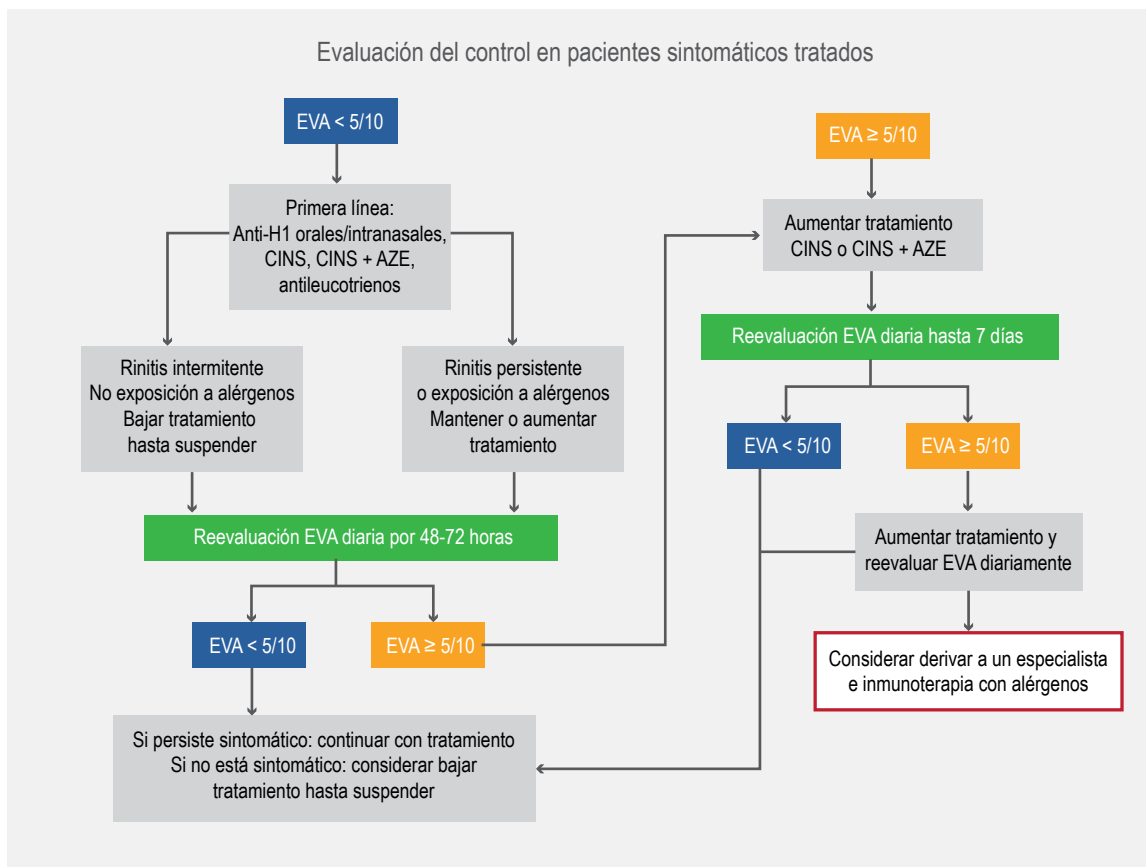 Evaluación del control en pacientes sintomáticos tratados
EVA < 5/10
Primera línea:
Anti-H1 orales/intranasales,
CINS, CINS + AZE,
antileucotrienos
Rinitis intermitente
No exposición a alérgenos
Bajar tratamiento
hasta suspender
Rinitis persistente
o exposición a alérgenos
Mantener o aumentar
tratamiento
Reevaluación EVA diaria por 48-72 horas
EVA < 5/10
EVA ≥ 5/10
Si persiste sintomático: continuar con tratamiento
Si no está sintomático: considerar bajar
tratamiento hasta suspender
EVA ≥ 5/10
Aumentar tratamiento
CINS o CINS + AZE
Reevaluación EVA diaria hasta 7 días
EVA < 5/10
EVA ≥ 5/10
Aumentar tratamiento y
reevaluar EVA diariamente
Considerar derivar a un especialista
e inmunoterapia con alérgenos